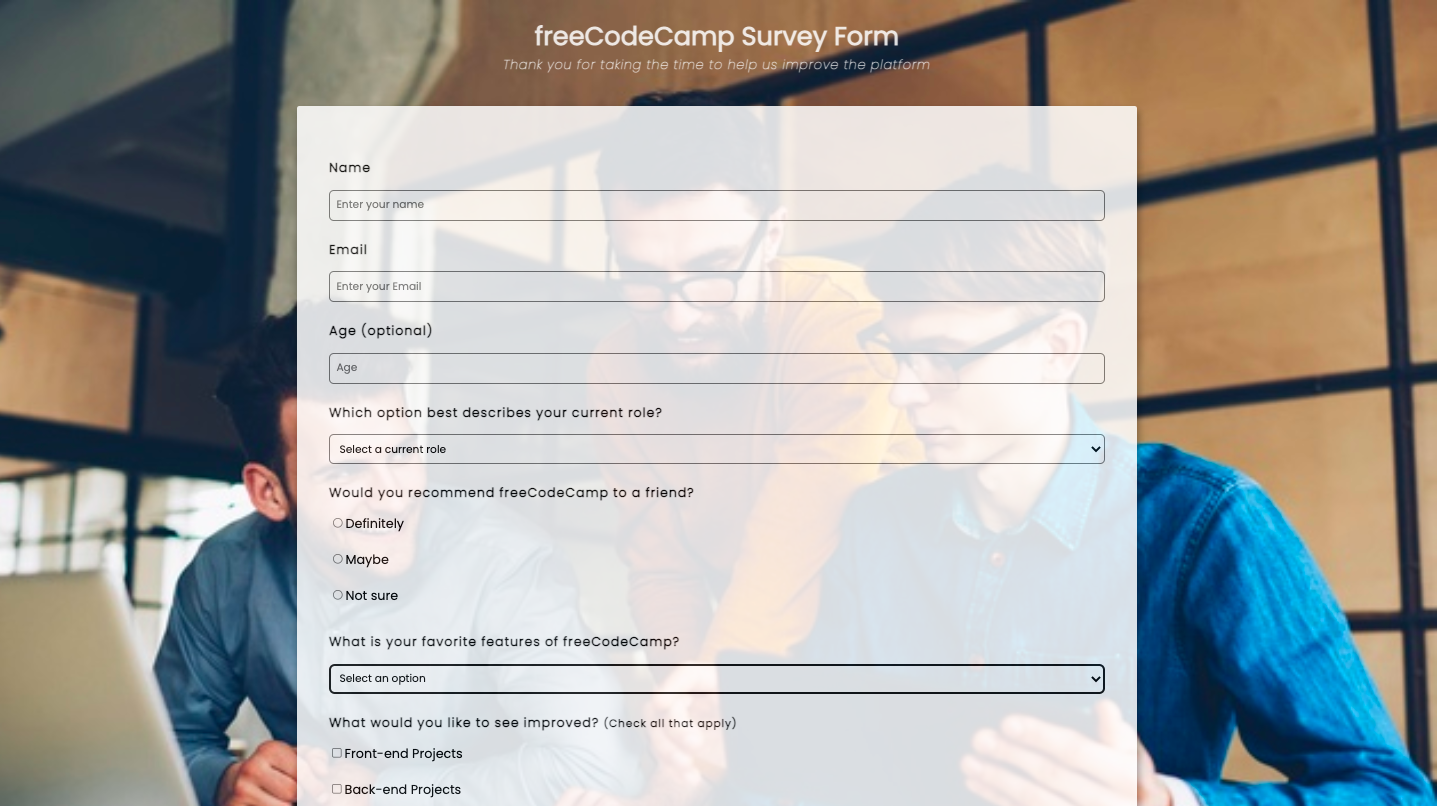 freeCodeCamp Survey Form
Thank you for taking the time to help us improve the platform
Name
Enter your name
Email
Enter your Email
Age (optional)
Age
Which option best describes your current role?
Select a current role
Would you recommend freeCodeCamp to a friend?
Definitely
Maybe
Not sure
What is your favorite features of freeCodeCamp?
Select an option
What would you like to see improved? (Check all that apply)
Front-end Projects
Back-end Projects